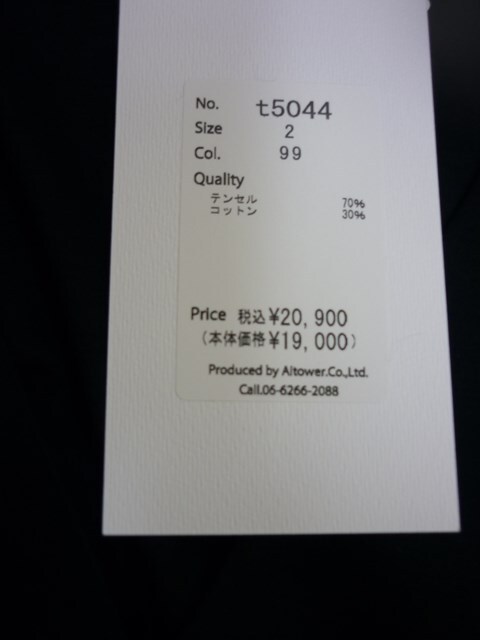 No. t5044
Size 2
Col. 99
Quality
テンセル 70%
コットン 30%
Price 税込¥20,900
(本体価格¥19,000)
Produced by Altower.Co.,Ltd.
Call.06-6266-2088